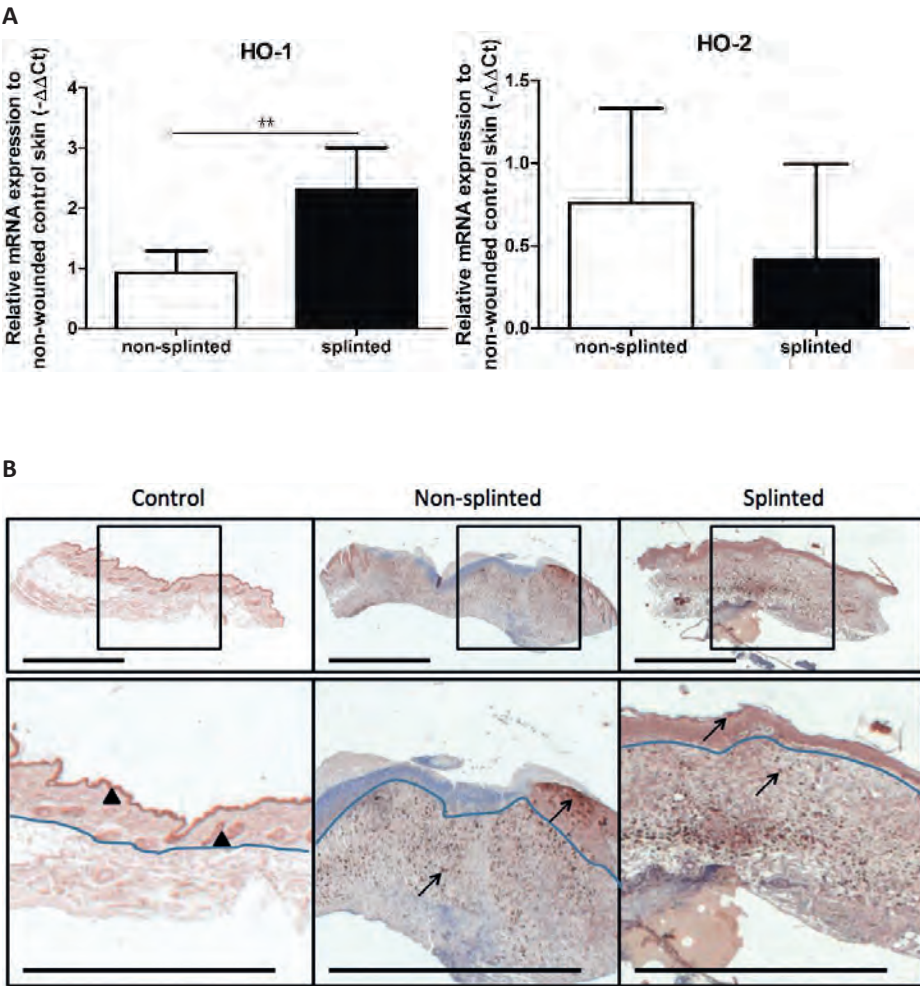 A
HO-1
Relative mRNA expression to
non-wounded control skin (-ΔΔCt)
4
3
2
1
0
**
non-splinted
splinted
HO-2
Relative mRNA expression to
non-wounded control skin (-ΔΔCt)
1.5
1.0
0.5
0.0
non-splinted
splinted
B
Control
Non-splinted
Splinted